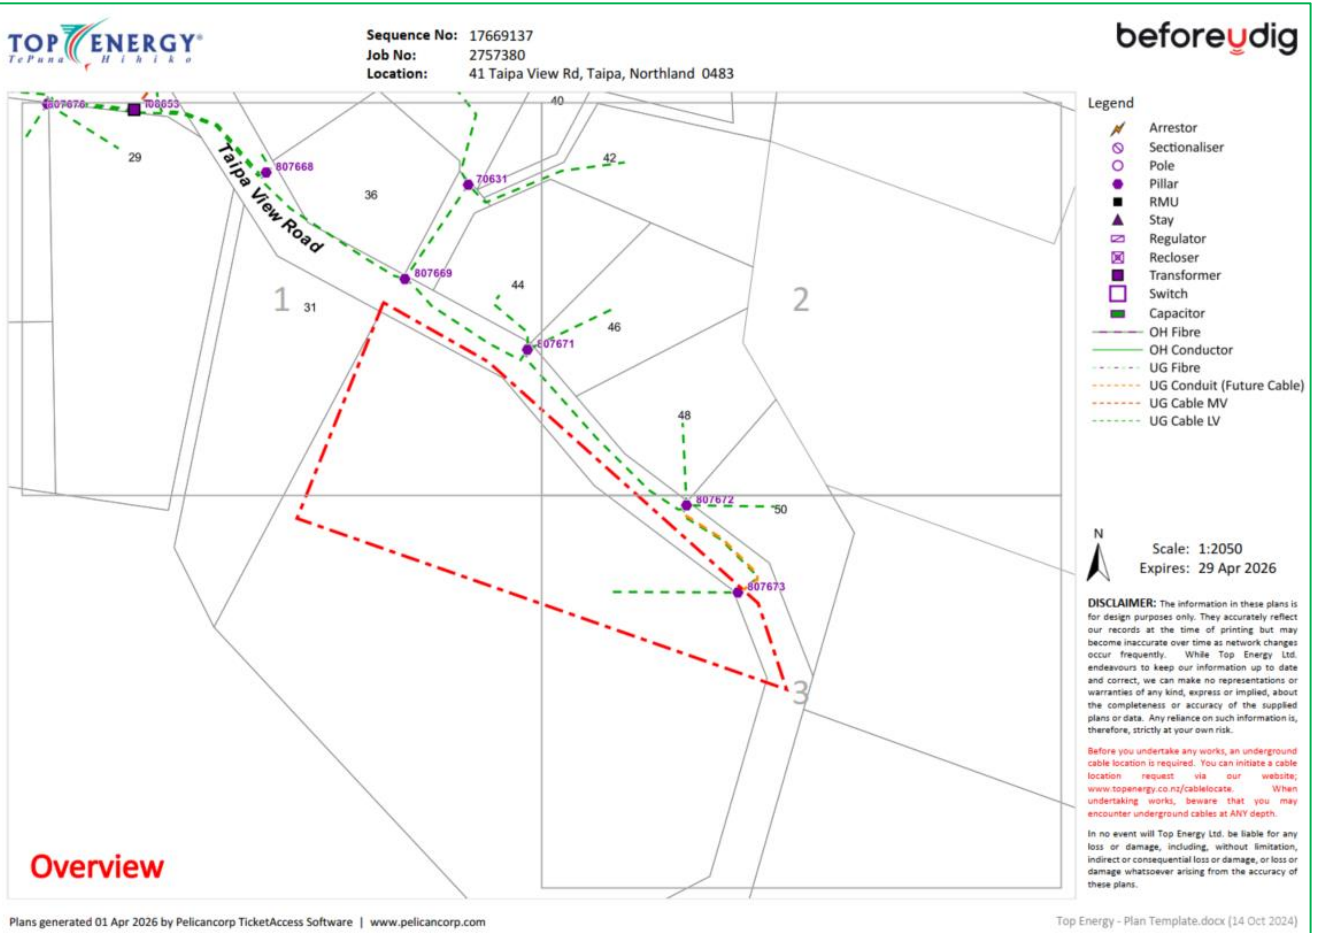 TOP ENERGY®
Te Puna Hihiko
Sequence No: 17669137
Job No: 2757380
Location: 41 Taipa View Rd, Taipa, Northland 0483
beforeudig
807676
108653
29
807668
Taipa View Road
36
70631
40
42
807669
1
31
44
46
807671
2
48
807672
50
807673
3
Overview
Legend
Arrestor
Sectionaliser
Pole
Pillar
RMU
Stay
Regulator
Recloser
Transformer
Switch
Capacitor
OH Fibre
OH Conductor
UG Fibre
UG Conduit (Future Cable)
UG Cable MV
UG Cable LV
N
Scale: 1:2050
Expires: 29 Apr 2026
DISCLAIMER: The information in these plans is
for design purposes only. They accurately reflect
our records at the time of printing but may
become inaccurate over time as network changes
occur frequently. While Top Energy Ltd.
endeavours to keep our information up to date
and correct, we can make no representations or
warranties of any kind, express or implied, about
the completeness or accuracy of the supplied
plans or data. Any reliance on such information is,
therefore, strictly at your own risk.
Before you undertake any works, an underground
cable location is required. You can initiate a cable
location request via our website;
www.topenergy.co.nz/cablelocate. When
undertaking works, beware that you may
encounter underground cables at ANY depth.
In no event will Top Energy Ltd. be liable for any
loss or damage, including, without limitation,
indirect or consequential loss or damage, or loss or
damage whatsoever arising from the accuracy of
these plans.
Plans generated 01 Apr 2026 by Pelicancorp TicketAccess Software | www.pelicancorp.com
Top Energy - Plan Template.docx (14 Oct 2024)